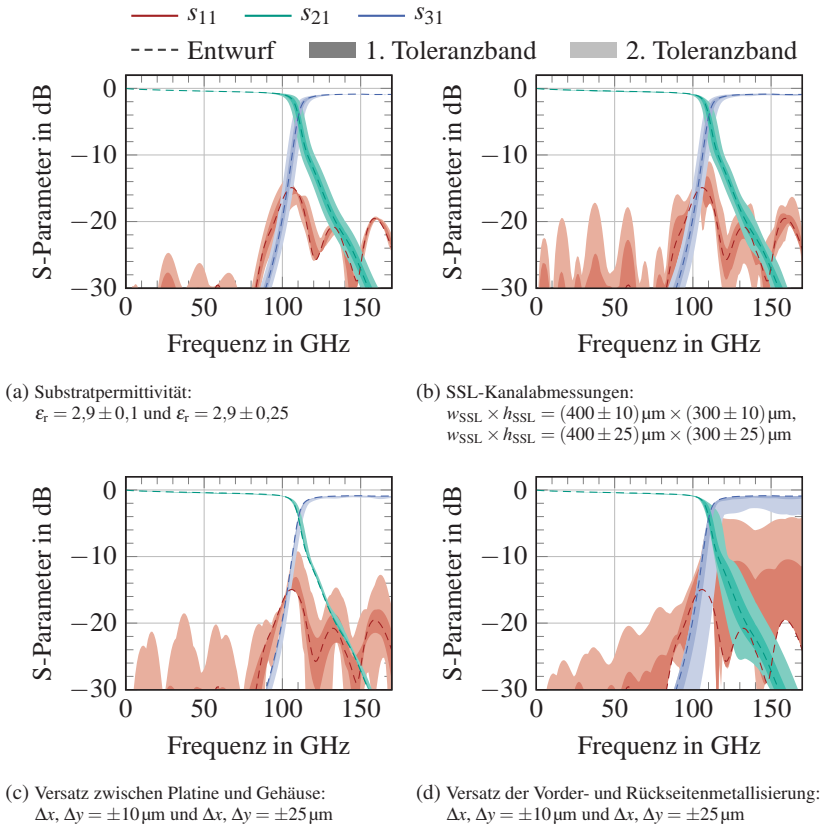 s11 s21 s31
Entwurf 1. Toleranzband 2. Toleranzband
S-Parameter in dB
0
−10
−20
−30
0 50 100 150
Frequenz in GHz
S-Parameter in dB
0
−10
−20
−30
0 50 100 150
Frequenz in GHz
(a) Substratpermittivität:
εr = 2,9 ± 0,1 und εr = 2,9 ± 0,25
(b) SSL-Kanalabmessungen:
wSSL × hSSL = (400 ± 10) µm × (300 ± 10) µm,
wSSL × hSSL = (400 ± 25) µm × (300 ± 25) µm
S-Parameter in dB
0
−10
−20
−30
0 50 100 150
Frequenz in GHz
S-Parameter in dB
0
−10
−20
−30
0 50 100 150
Frequenz in GHz
(c) Versatz zwischen Platine und Gehäuse:
Δx, Δy = ±10 µm und Δx, Δy = ±25 µm
(d) Versatz der Vorder- und Rückseitenmetallisierung:
Δx, Δy = ±10 µm und Δx, Δy = ±25 µm